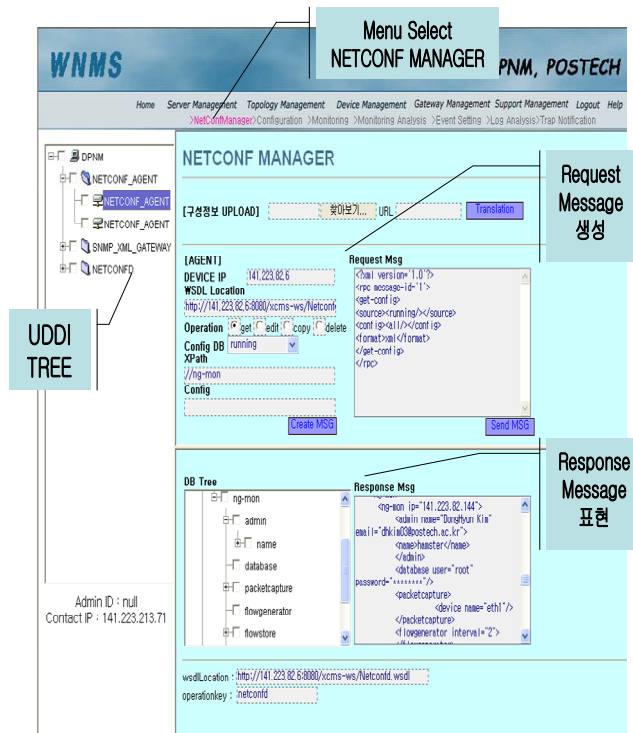 Menu Select
NETCONF MANAGER
WNMS
PNM, POSTECH
Home Server Management Topology Management Device Management Gateway Management Support Management Logout Help
>NetConfManager>Configuration >Monitoring >Monitoring Analysis >Event Setting >Log Analysis>Trap Notification
DPNM
NETCONF_AGENT
NETCONF_AGENT
NETCONF_AGENT
SNMP_XML_GATEWAY
NETCONFD
UDDI
TREE
Admin ID : null
Contact IP : 141.223.213.71
NETCONF MANAGER
[구성정보 UPLOAD] 찾아보기... URL Translation
Request
Message
생성
[AGENT]
DEVICE IP 141.223.82.6
WSDL Location
http://141.223.82.6:8080/xcms-ws/Netconf
Operation get edit copy delete
Config DB running
XPath
//ng-mon
Config
Create MSG
Request Msg
<?xml version='1.0'?>
<rpc message-id='1'>
<get-config>
<source><running/></source>
<config><all/></config>
<format>xml</format>
</get-config>
</rpc>
Send MSG
Response
Message
표현
DB Tree
ng-mon
admin
name
database
packetcapture
flowgenerator
flowstore
Response Msg
<ng-mon ip="141.223.82.144">
<admin name="DongHyun Kim"
email="dhkim03@postech.ac.kr">
<name>hamster</name>
</admin>
<database user="root"
password="********"/>
<packetcapture>
<device name="eth1"/>
</packetcapture>
<flowgenerator interval="2">
wsdlLocation : http://141.223.82.6:8080/xcms-ws/Netconfd.wsdl
operationkey : netconfd